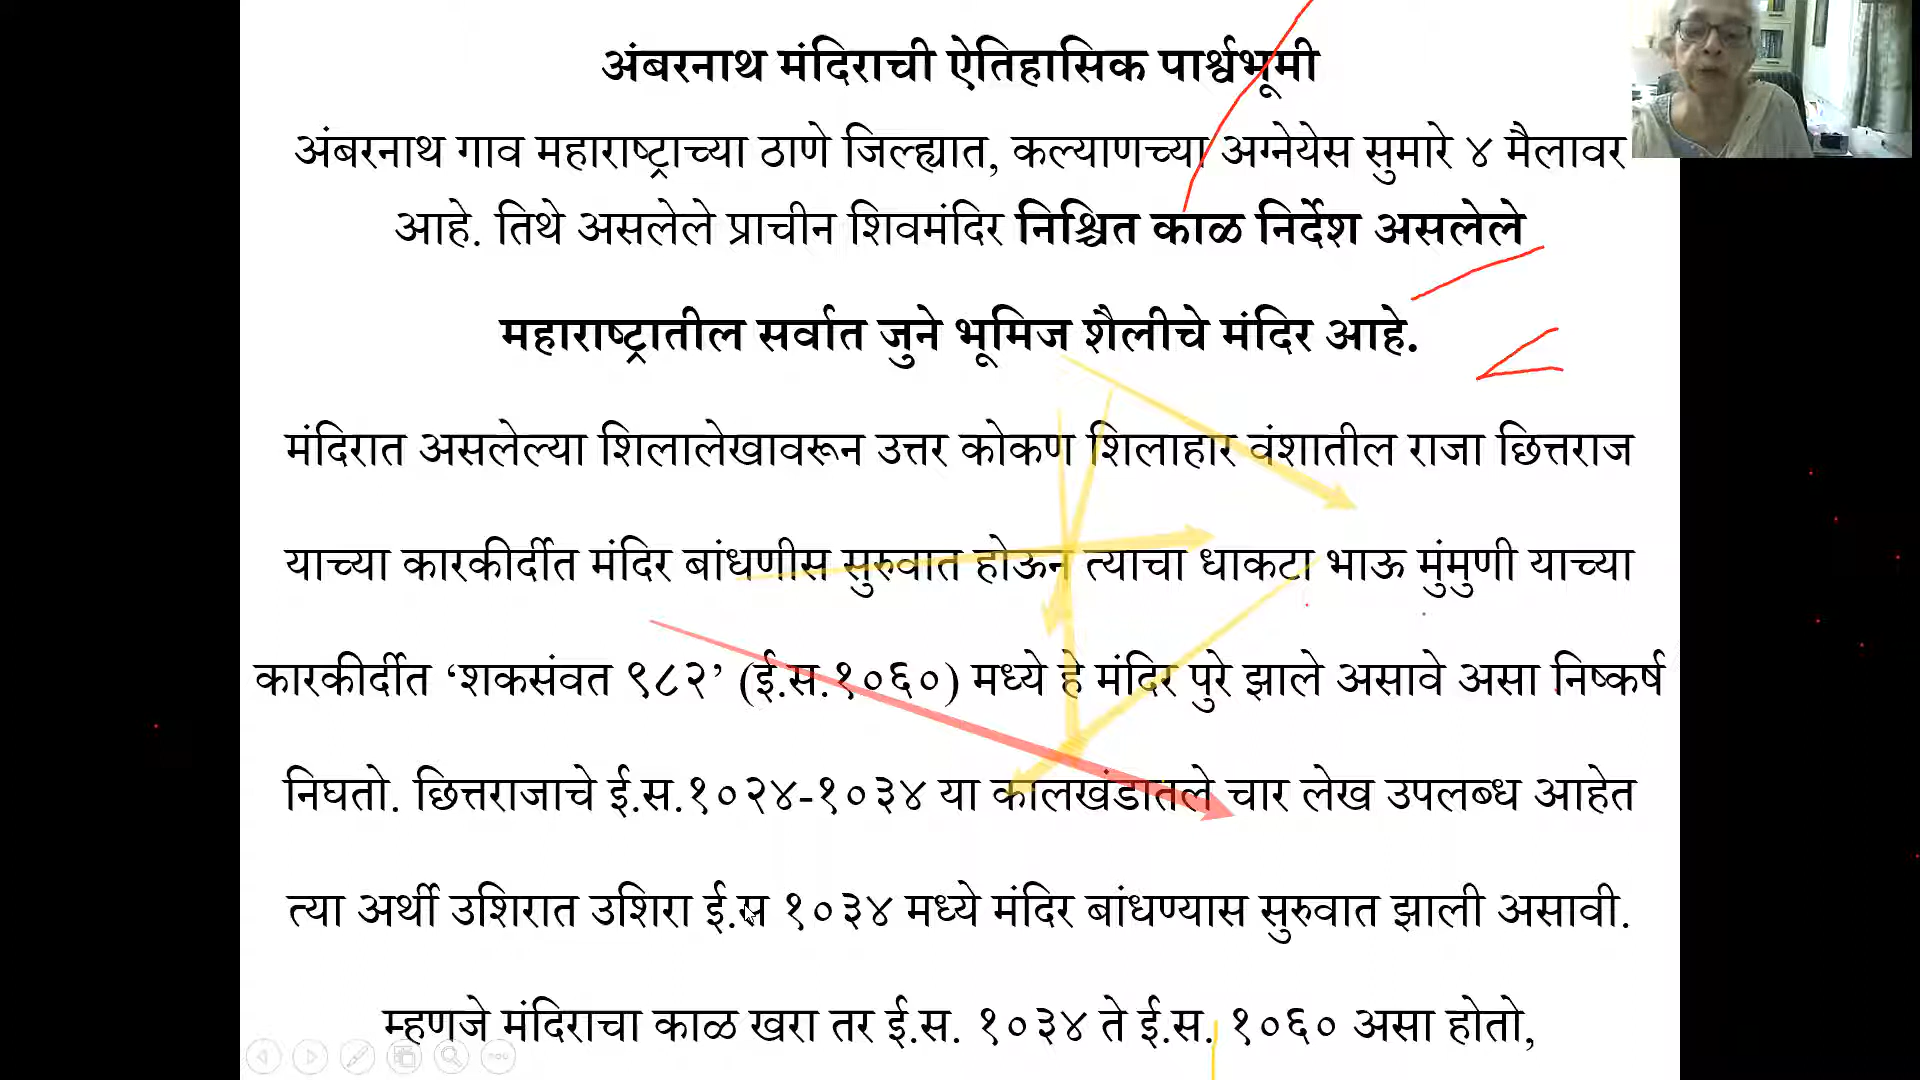 अंबरनाथ मंदिराची ऐतिहासिक पार्श्वभूमी
अंबरनाथ गाव महाराष्ट्राच्या ठाणे जिल्ह्यात, कल्याणच्या अग्नेयेस सुमारे ४ मैलावर
आहे. तिथे असलेले प्राचीन शिवमंदिर निश्चित काळ निर्देश असलेले
महाराष्ट्रातील सर्वात जुने भूमिज शैलीचे मंदिर आहे.
मंदिरात असलेल्या शिलालेखावरून उत्तर कोकण शिलाहार वंशातील राजा छित्तराज
याच्या कारकीर्दीत मंदिर बांधणीस सुरुवात होऊन त्याचा धाकटा भाऊ मुंमुणी याच्या
कारकीर्दीत ‘शकसंवत ९८२’ (ई.स.१०६०) मध्ये हे मंदिर पुरे झाले असावे असा निष्कर्ष
निघतो. छित्तराजाचे ई.स.१०२४-१०३४ या कालखंडातले चार लेख उपलब्ध आहेत
त्या अर्थी उशिरात उशिरा ई.स १०३४ मध्ये मंदिर बांधण्यास सुरुवात झाली असावी.
म्हणजे मंदिराचा काळ खरा तर ई.स. १०३४ ते ई.स. १०६० असा होतो,